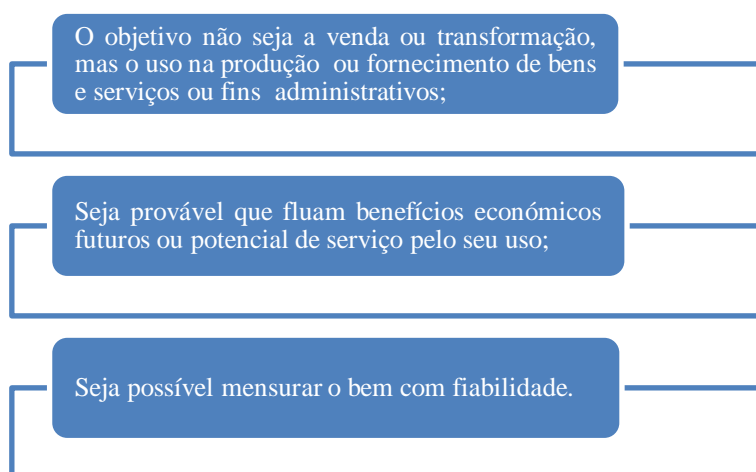 O objetivo não seja a venda ou transformação,
mas o uso na produção ou fornecimento de bens
e serviços ou fins administrativos;
Seja provável que fluam benefícios económicos
futuros ou potencial de serviço pelo seu uso;
Seja possível mensurar o bem com fiabilidade.